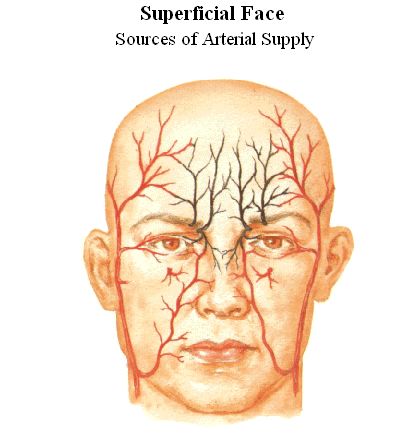 Superficial Face
Sources of Arterial Supply